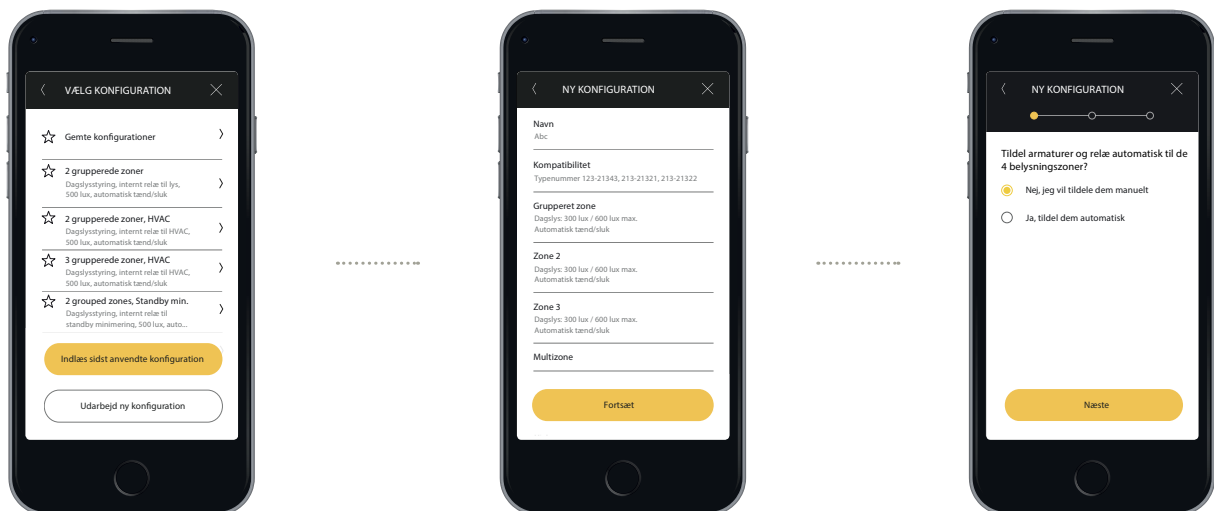 VÆLG KONFIGURATION
Gemte konfigurationer
2 grupperede zoner
Dagslysstyring, internt relæ til lys,
500 lux, automatisk tænd/sluk
2 grupperede zoner, HVAC
Dagslysstyring, internt relæ til HVAC,
500 lux, automatisk tænd/sluk
3 grupperede zoner, HVAC
Dagslysstyring, internt relæ til HVAC,
500 lux, automatisk tænd/sluk
2 grouped zones, Standby min.
Dagslysstyring, internt relæ til
standby minimering, 500 lux, auto...
Indlæs sidst anvendte konfiguration
Udarbejd ny konfiguration
NY KONFIGURATION
Navn
Abc
Kompatibilitet
Typenummer 123-21343, 213-21321, 213-21322
Grupperet zone
Dagslys: 300 lux / 600 lux max.
Automatisk tænd/sluk
Zone 2
Dagslys: 300 lux / 600 lux max.
Automatisk tænd/sluk
Zone 3
Dagslys: 300 lux / 600 lux max.
Automatisk tænd/sluk
Multizone
Fortsæt
NY KONFIGURATION
Tildel armaturer og relæ automatisk til de
4 belysningszoner?
Nej, jeg vil tildele dem manuelt
Ja, tildel dem automatisk
Næste